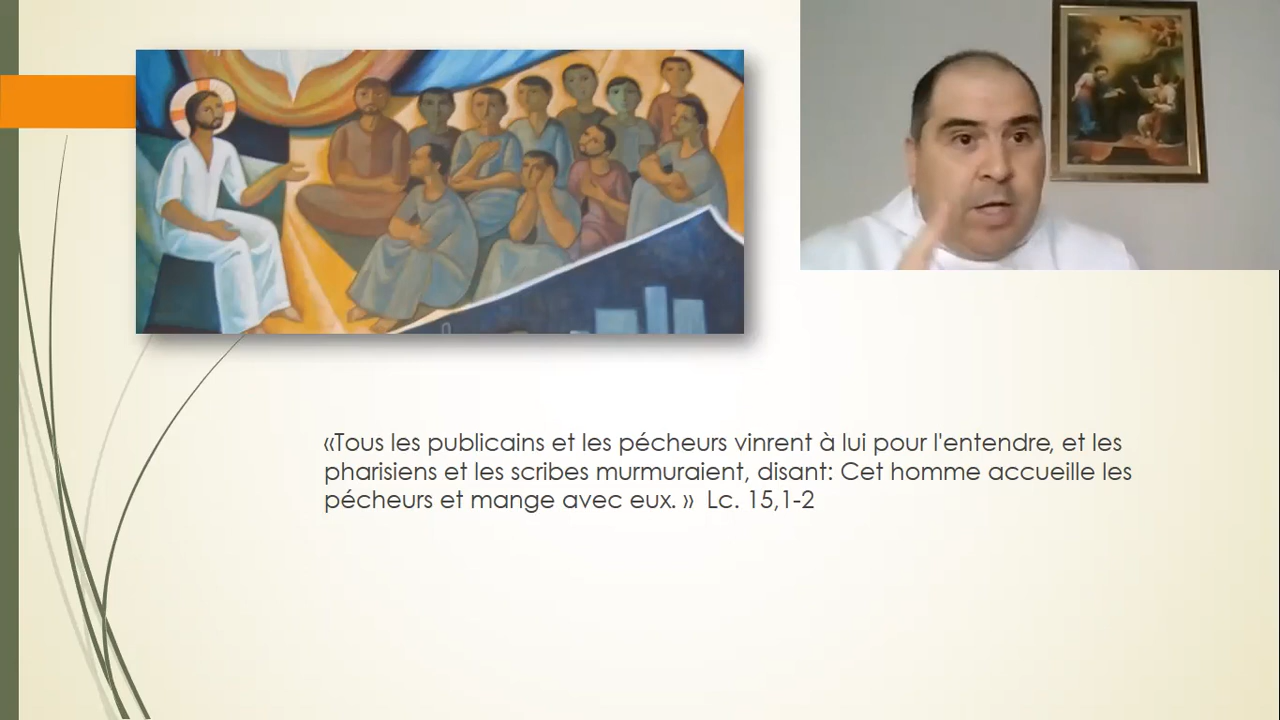 «Tous les publicains et les pécheurs vinrent à lui pour l'entendre, et les
pharisiens et les scribes murmuraient, disant: Cet homme accueille les
pécheurs et mange avec eux. »  Lc. 15,1-2